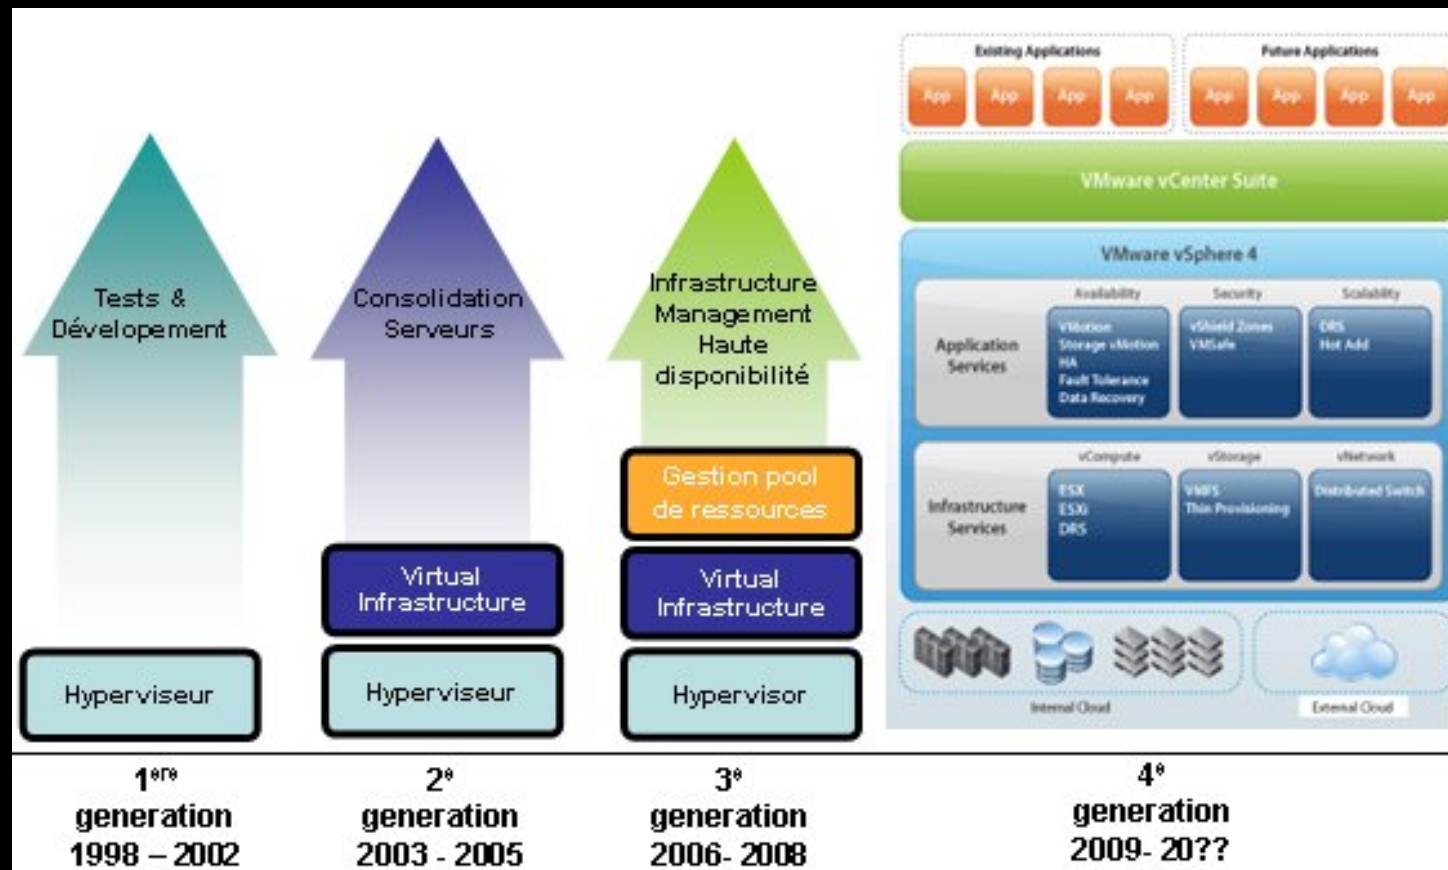 Tests &
Dévelopement
Hyperviseur
1ere
generation
1998 – 2002
Consolidation
Serveurs
Virtual
Infrastructure
Hyperviseur
2e
generation
2003 - 2005
Infrastructure
Management
Haute
disponibilité
Gestion pool
de ressources
Virtual
Infrastructure
Hypervisor
3e
generation
2006- 2008
Existing Applications
Future Applications
App App App App App App App App
VMware vCenter Suite
VMware vSphere 4
Availability Security Scalability
Application
Services
VMotion
Storage vMotion
HA
Fault Tolerance
Data Recovery
vShield Zones
VMSafe
DRS
Hot Add
vCompute vStorage vNetwork
Infrastructure
Services
ESX
ESXi
DRS
VMFS
Thin Provisioning
Distributed Switch
Internal Cloud
External Cloud
4e
generation
2009- 20??